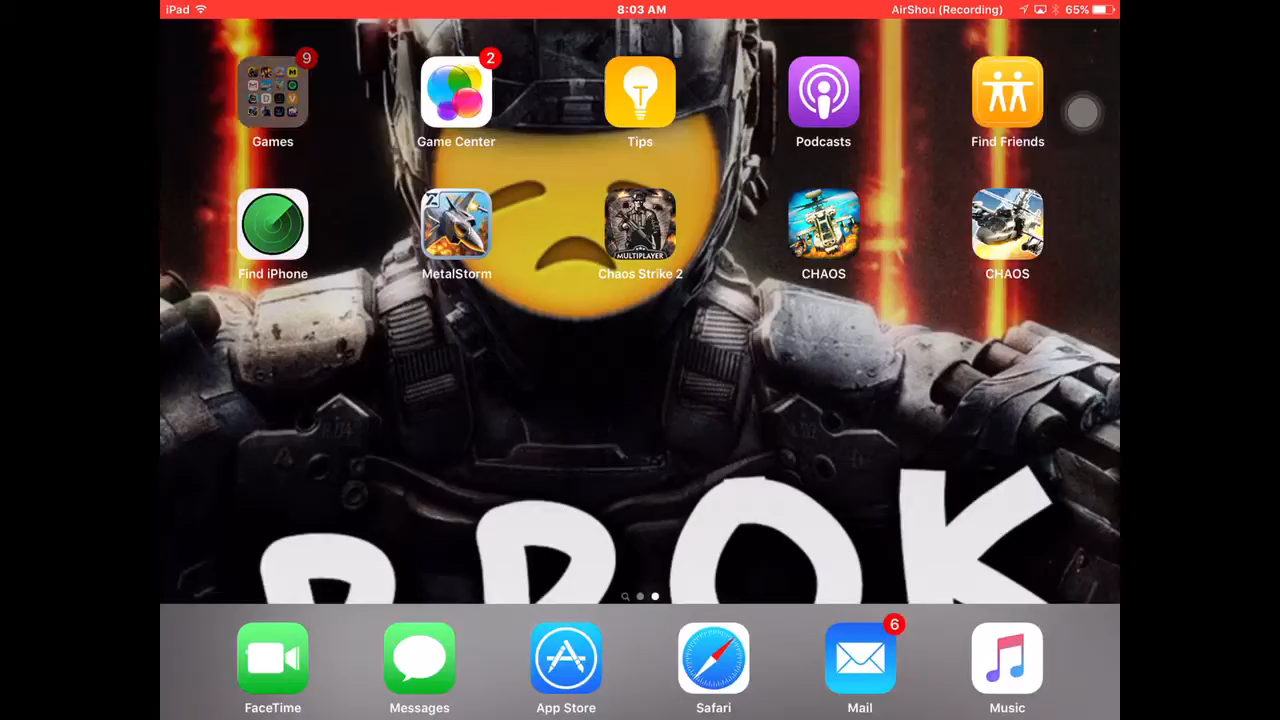 iPad 8:03 AM AirShou (Recording) 65%
9 2
Games Game Center Tips Podcasts Find Friends
MULTIPLAYER
Find iPhone MetalStorm Chaos Strike 2 CHAOS CHAOS
BROK
6
FaceTime Messages App Store Safari Mail Music